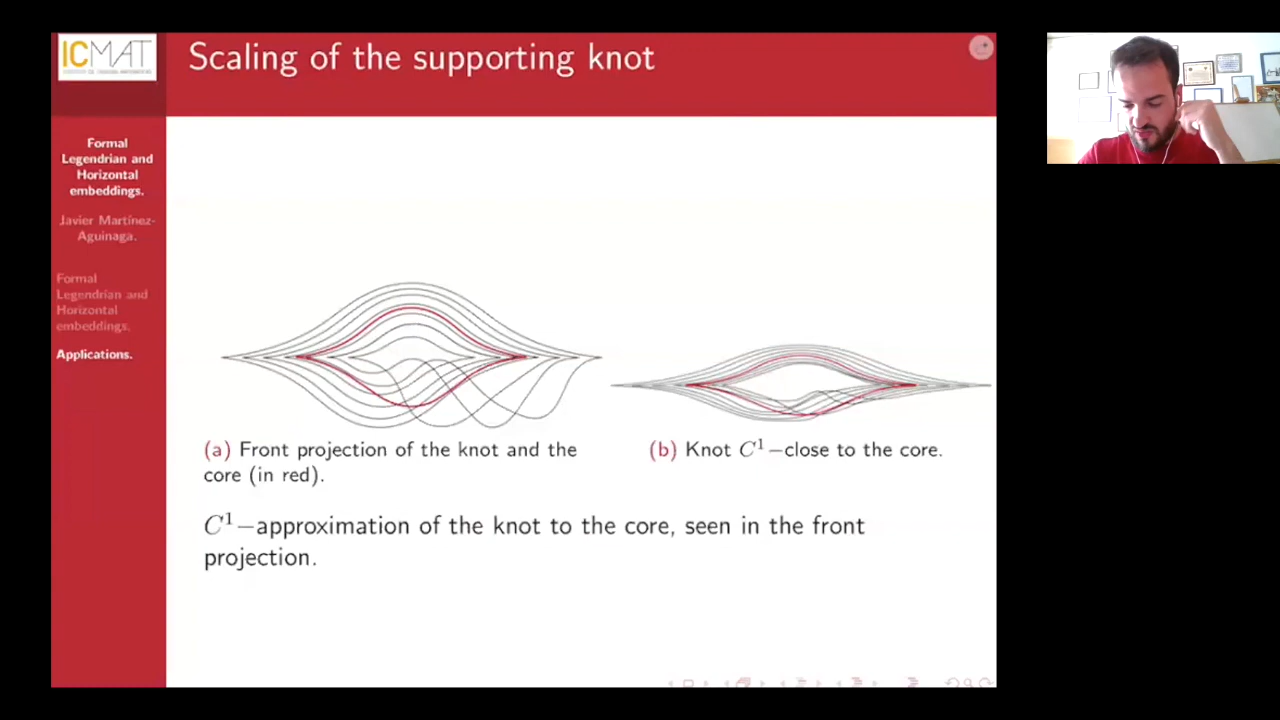 ICMAT
Scaling of the supporting knot
Formal
Legendrian and
Horizontal
embeddings.
Javier Martínez-
Aguinaga.
Formal
Legendrian and
Horizontal
embeddings.
Applications.
(a) Front projection of the knot and the
core (in red).
(b) Knot C¹−close to the core.
C¹−approximation of the knot to the core, seen in the front
projection.